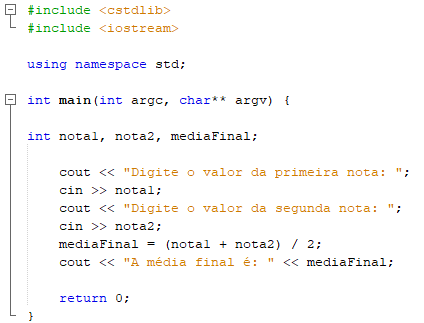 #include <cstdlib>
#include <iostream>
using namespace std;
int main(int argc, char** argv) {
int nota1, nota2, mediaFinal;
cout << "Digite o valor da primeira nota: ";
cin >> nota1;
cout << "Digite o valor da segunda nota: ";
cin >> nota2;
mediaFinal = (nota1 + nota2) / 2;
cout << "A média final é: " << mediaFinal;
return 0;
}